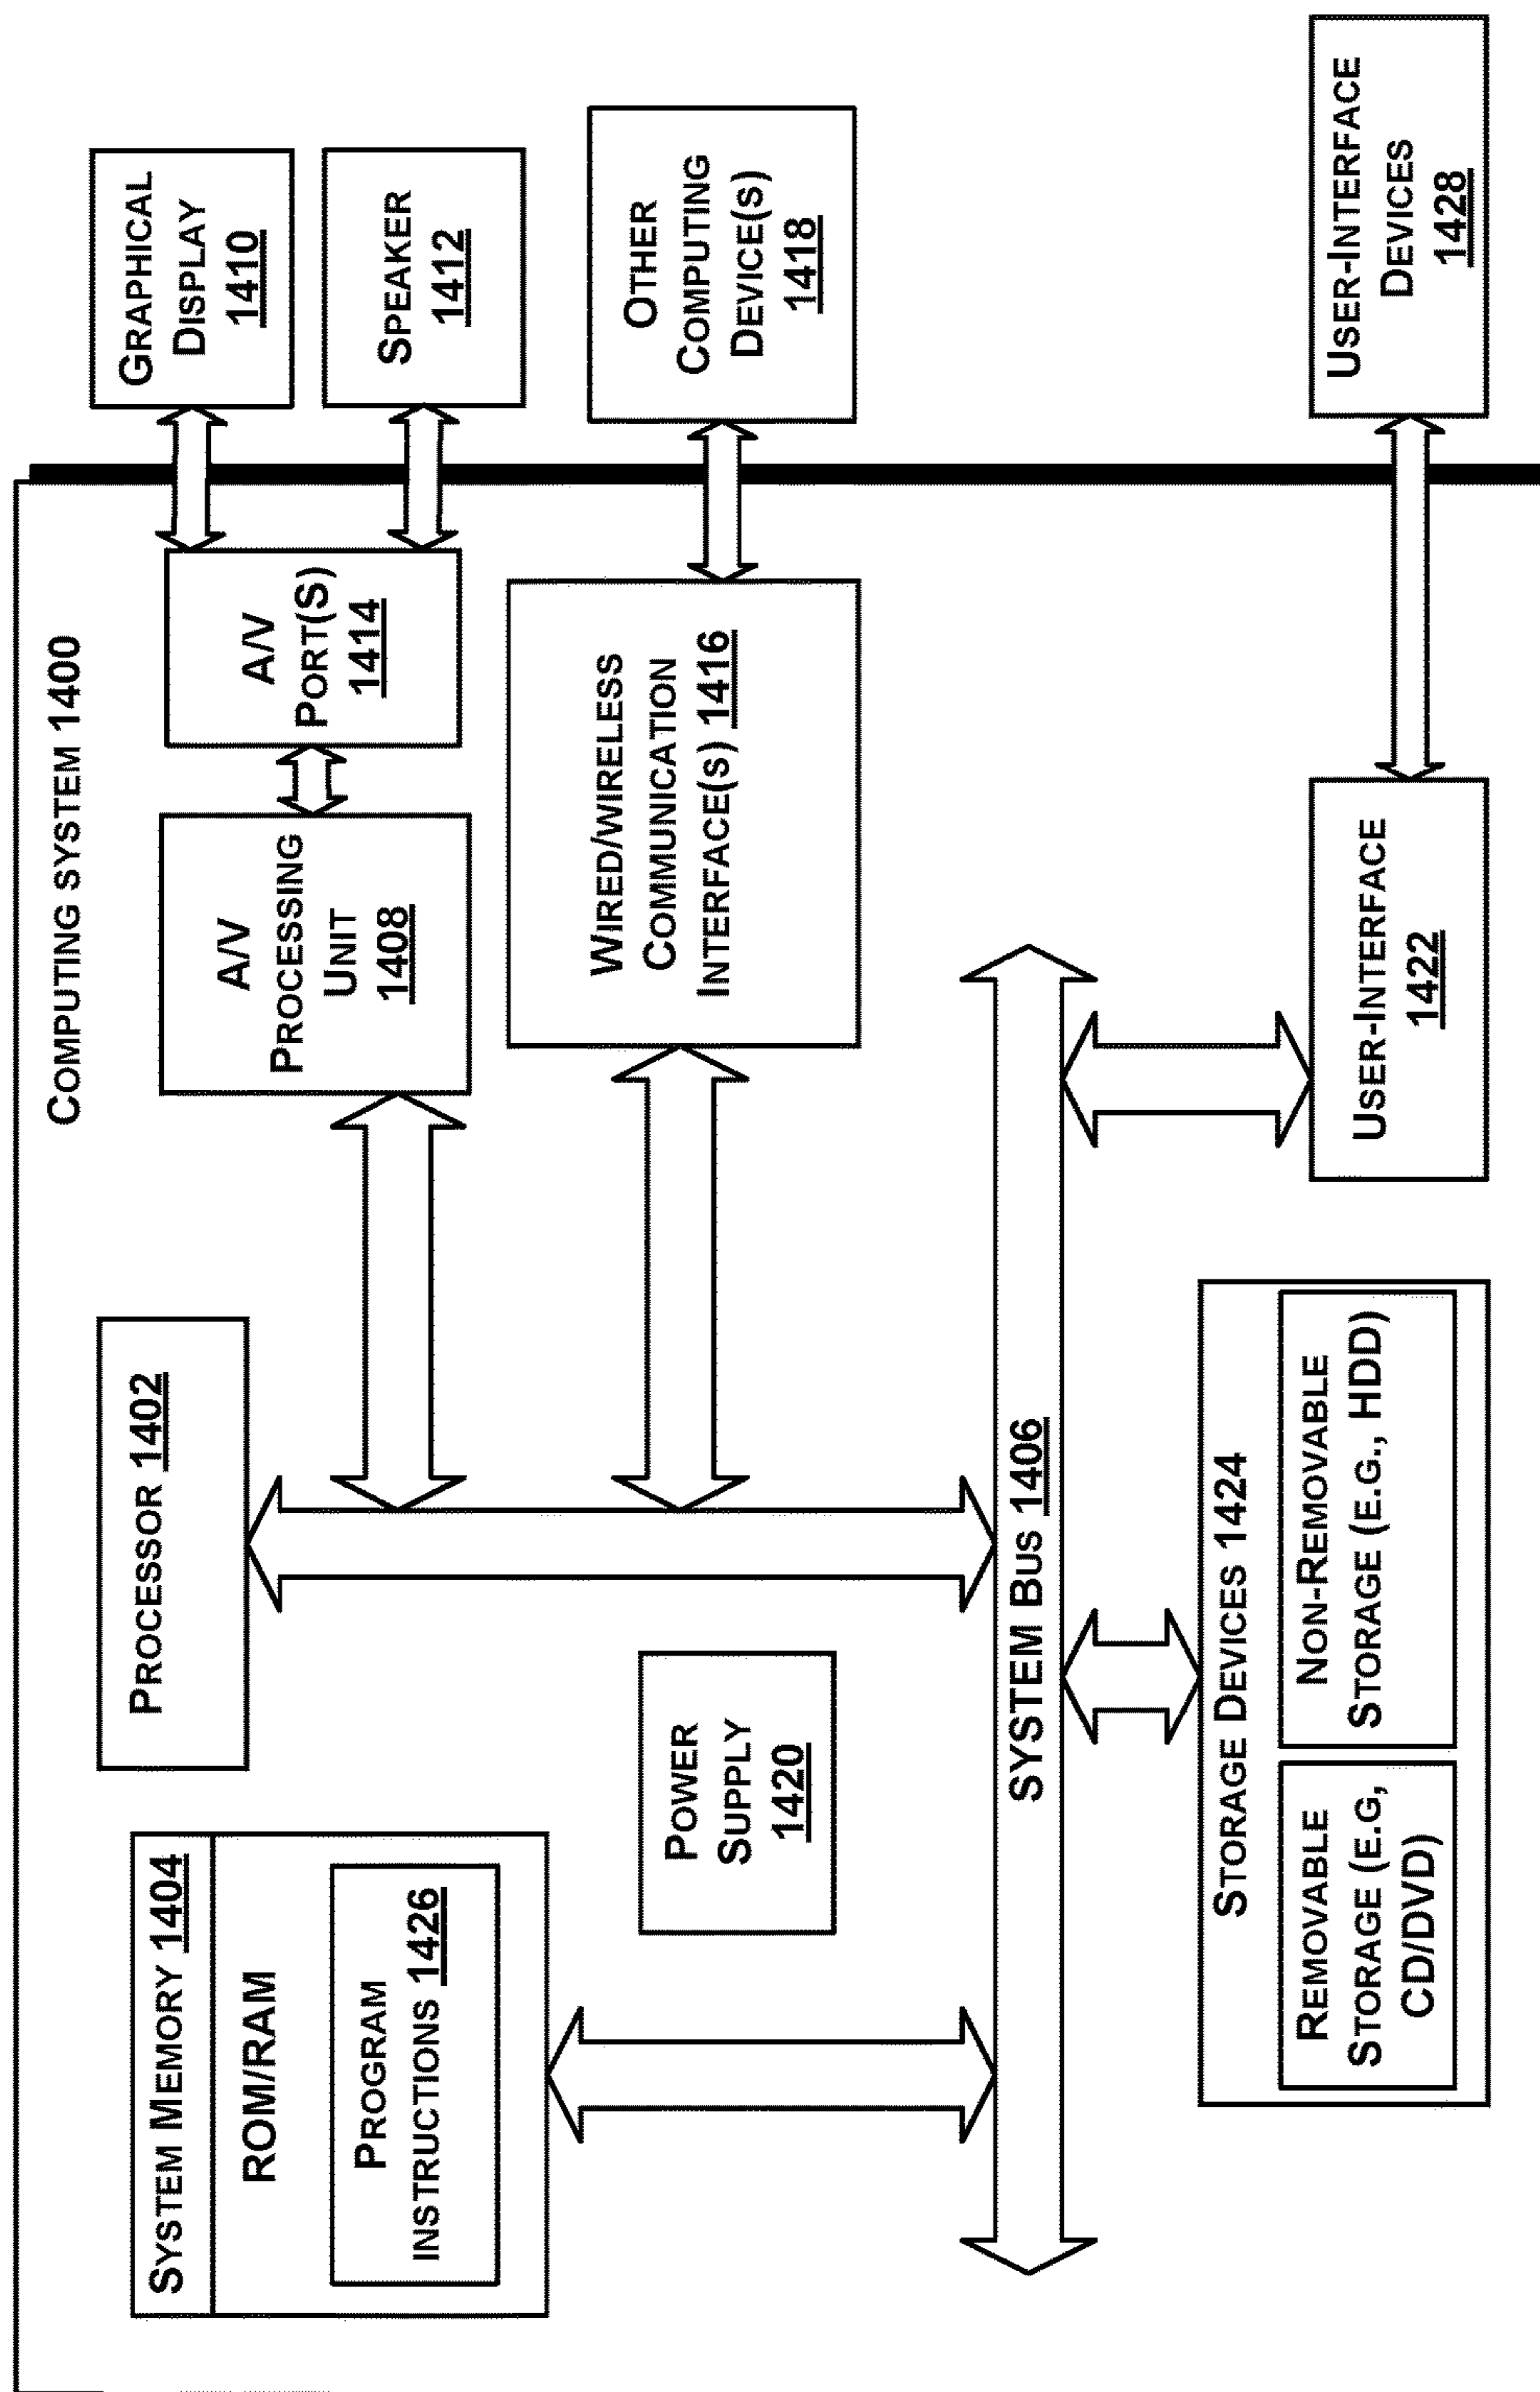 COMPUTING SYSTEM 1400
SYSTEM MEMORY 1404
ROM/RAM
PROGRAM
INSTRUCTIONS 1426
PROCESSOR 1402
A/V
PROCESSING
UNIT
1408
A/V
PORT(S)
1414
GRAPHICAL
DISPLAY
1410
SPEAKER
1412
WIRED/WIRELESS
COMMUNICATION
INTERFACE(S) 1416
OTHER
COMPUTING
DEVICE(S)
1418
POWER
SUPPLY
1420
SYSTEM BUS 1406
STORAGE DEVICES 1424
REMOVABLE
STORAGE (E.G,
CD/DVD)
NON-REMOVABLE
STORAGE (E.G., HDD)
USER-INTERFACE
1422
USER-INTERFACE
DEVICES
1428